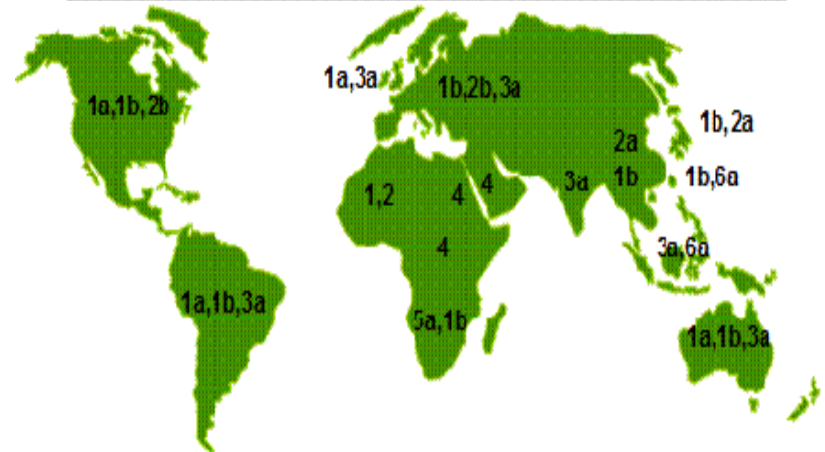 1a,3a
1b,2b,3a
1a,1b,2b
1b,2a
2a
1,2
4
4
3a
1b
1b,6a
4
3a,6a
1a,1b,3a
5a,1b
1a,1b,3a